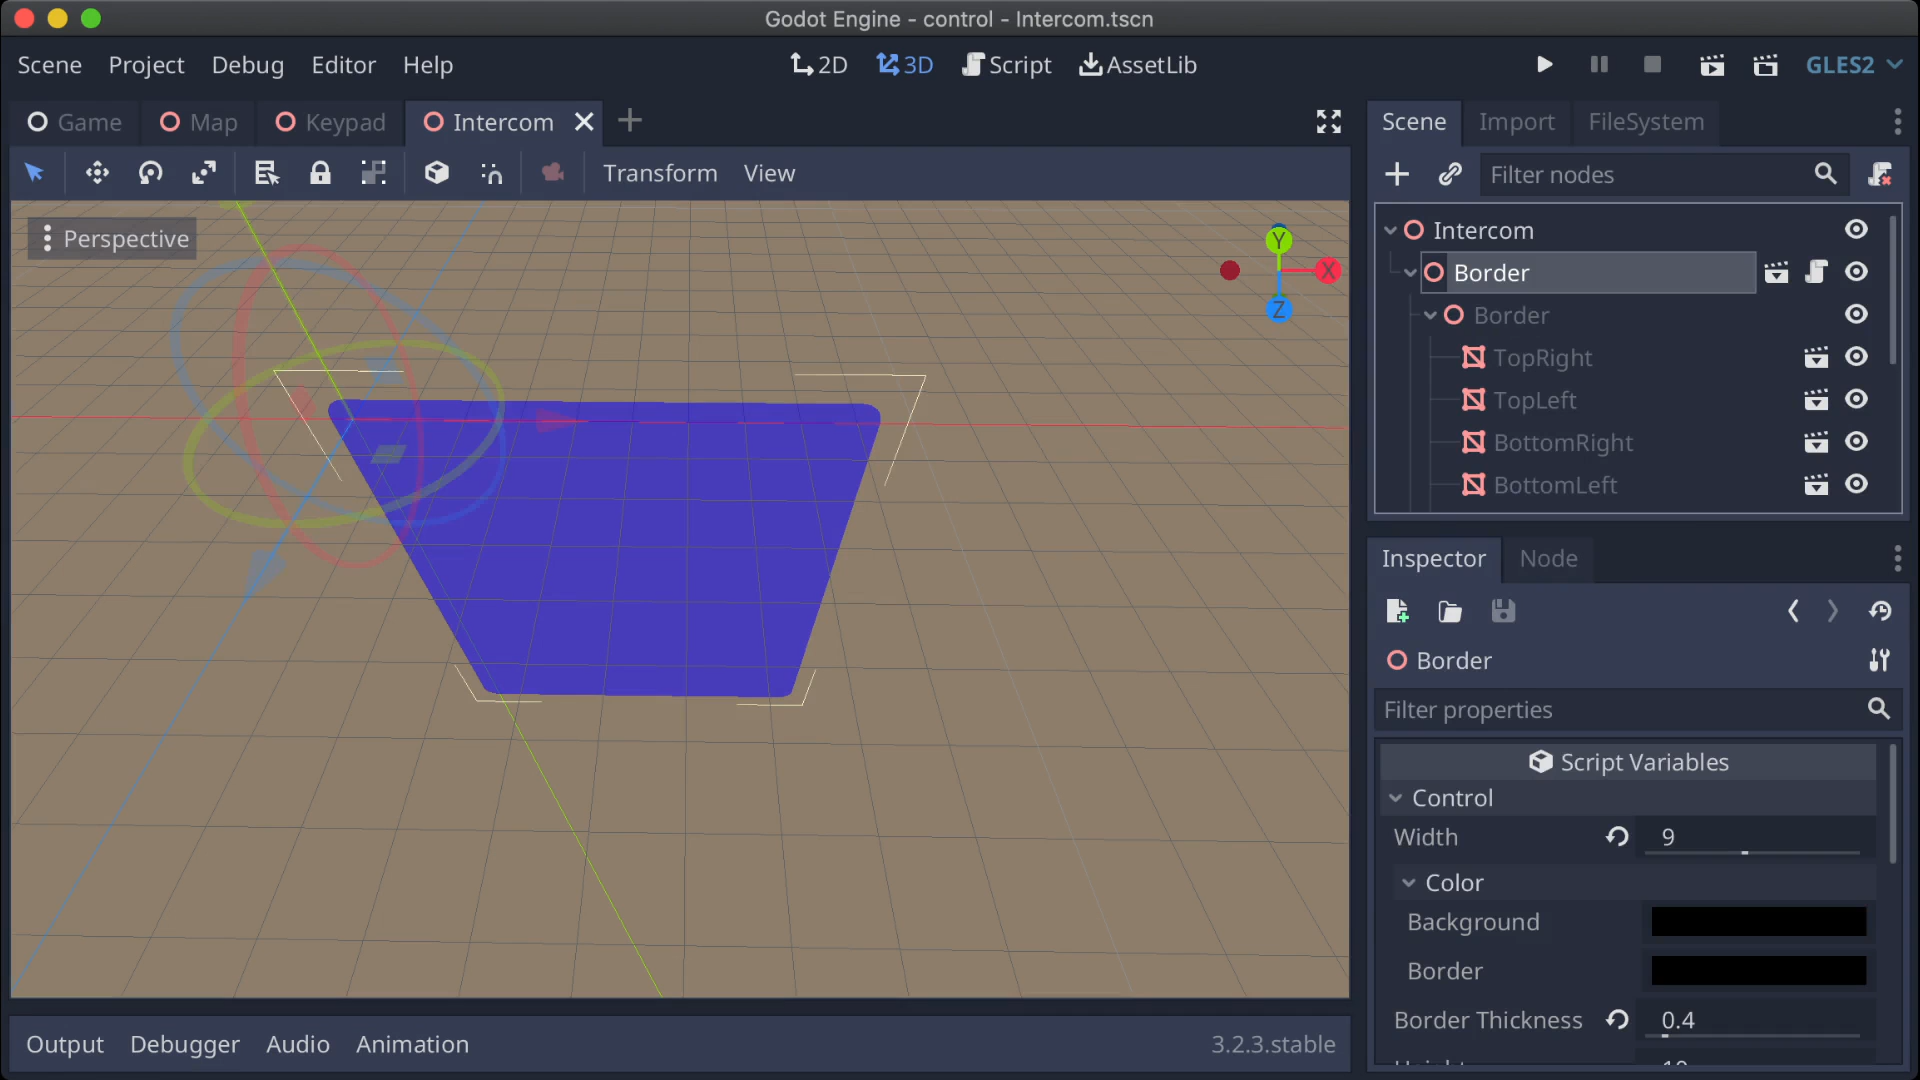 Godot Engine - control - Intercom.tscn
Scene Project Debug Editor Help
2D 3D Script AssetLib
GLES2
Game Map Keypad Intercom
Transform View
Perspective
Y
X
Z
Scene Import FileSystem
Filter nodes
Intercom
Border
Border
TopRight
TopLeft
BottomRight
BottomLeft
Inspector Node
Border
Filter properties
Script Variables
Control
Width 9
Color
Background
Border
Border Thickness 0.4
Output Debugger Audio Animation
3.2.3.stable